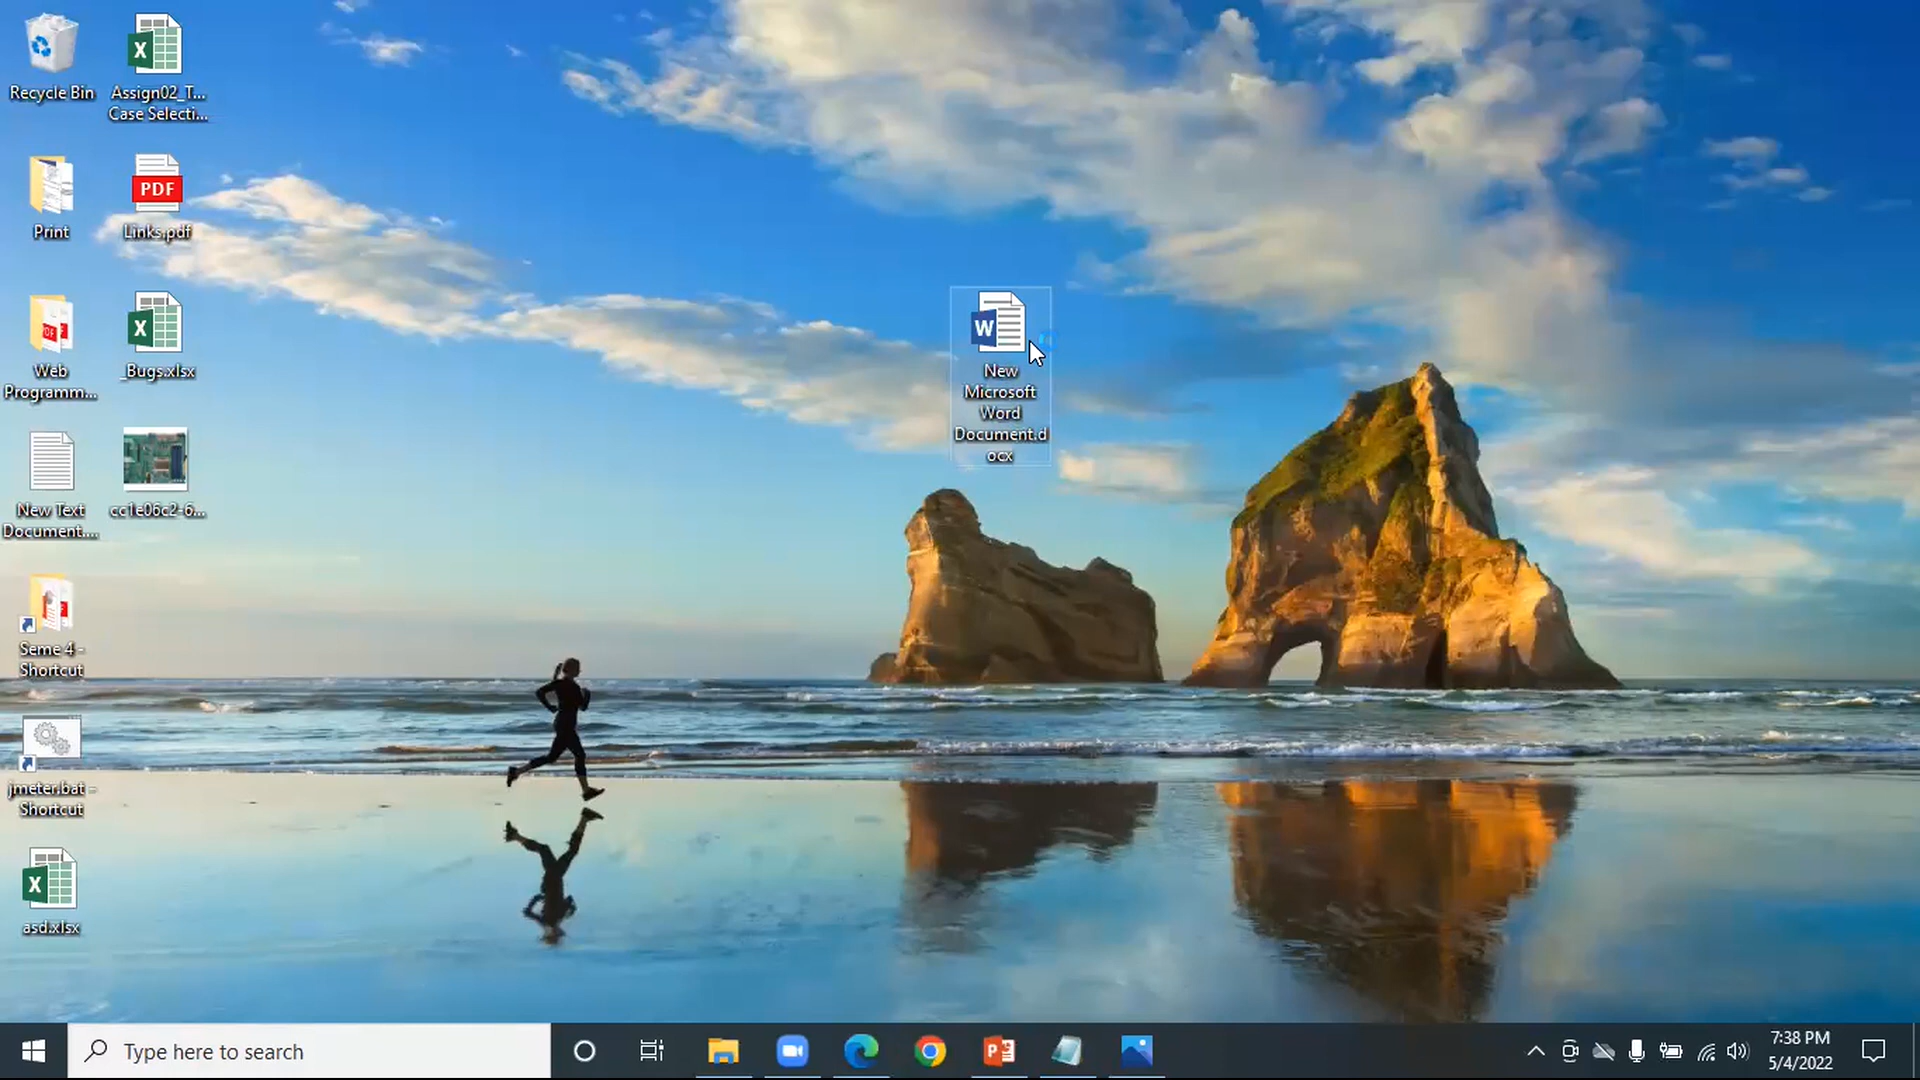 Recycle Bin
Assign02_T...
Case Selecti...
Print
PDF
Links.pdf
Web
Programm...
X
_Bugs.xlsx
New Text
Document....
cc1e06c2-6...
Seme 4 -
Shortcut
jmeter.bat -
Shortcut
X
asd.xlsx
W
New
Microsoft
Word
Document.d
ocx
Type here to search
7:38 PM
5/4/2022